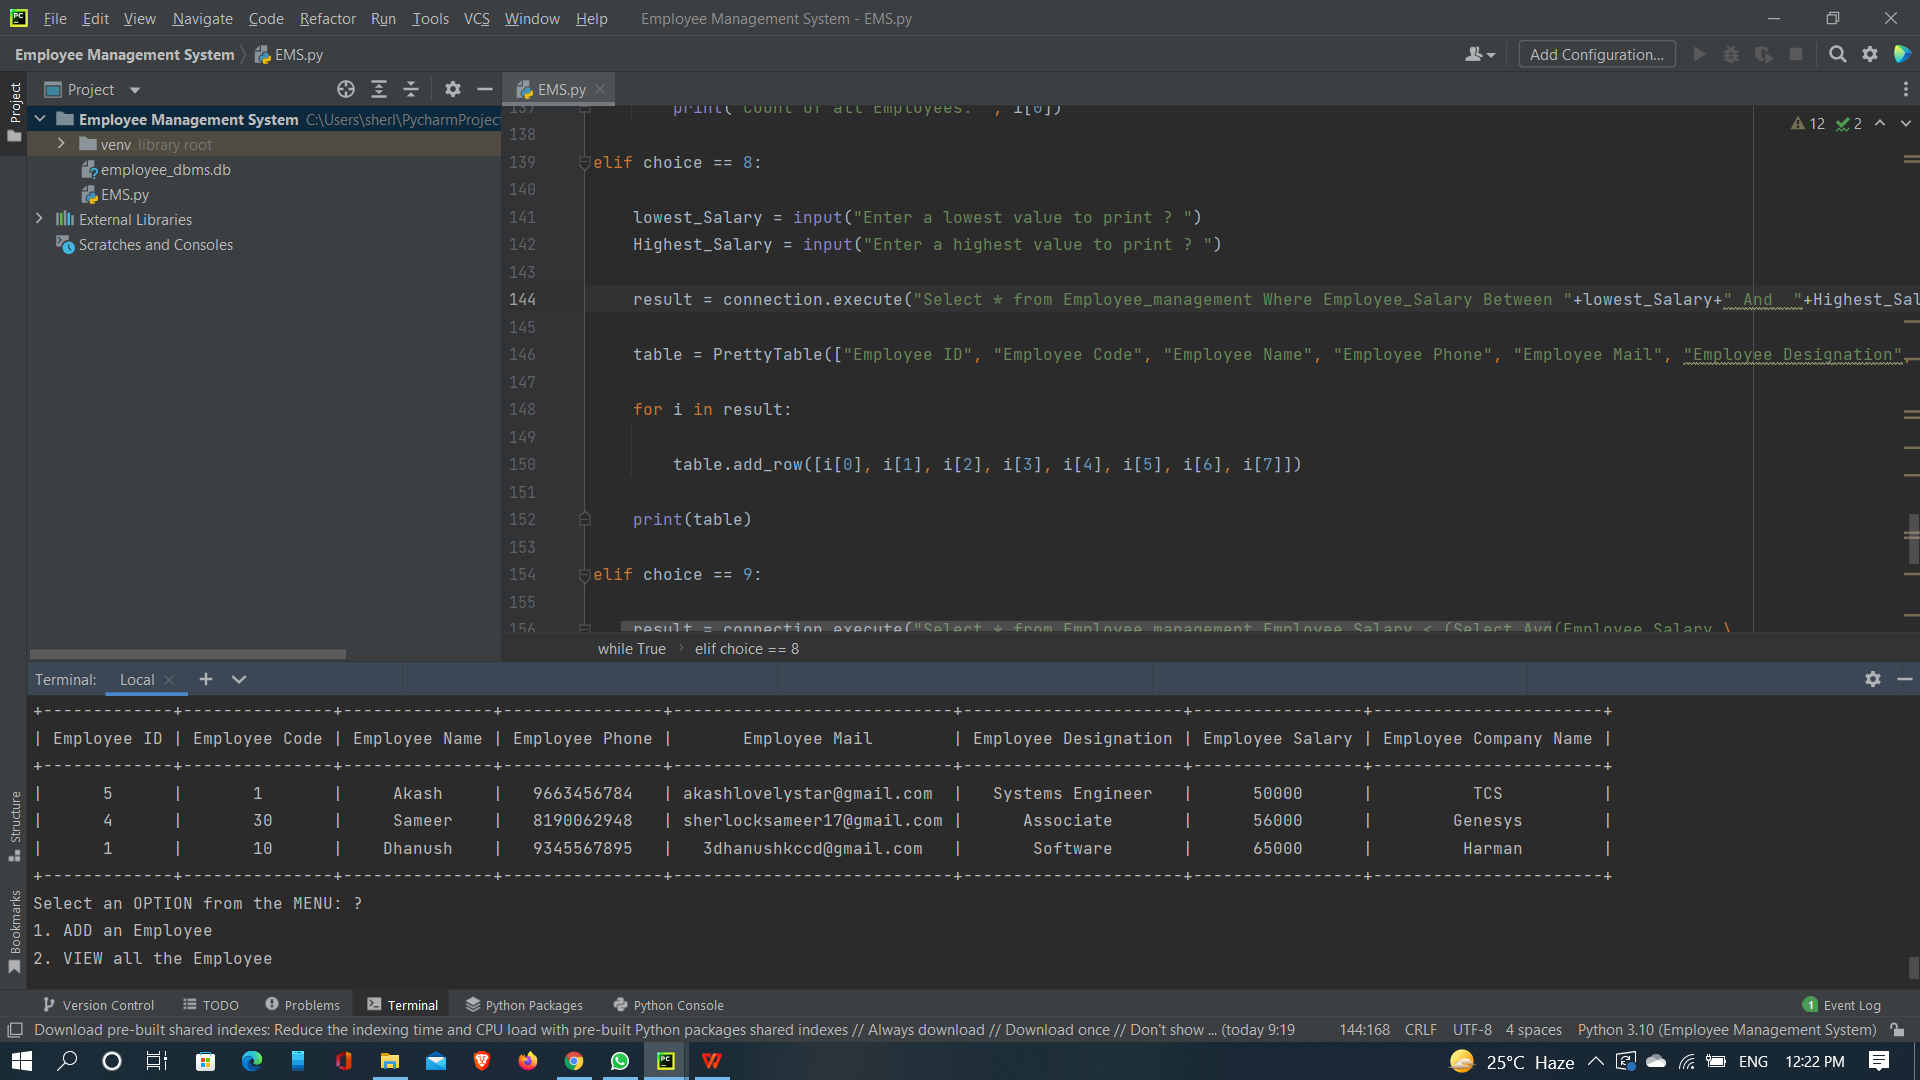 File Edit View Navigate Code Refactor Run Tools VCS Window Help Employee Management System - EMS.py
Employee Management System EMS.py Add Configuration...
Project
Project EMS.py
Employee Management System C:\Users\sherl\PycharmProjec
venv library root
employee_dbms.db
EMS.py
External Libraries
Scratches and Consoles
12 2
137 print("Count of all Employees: ", i[0])
138
139 elif choice == 8:
140
141 lowest_Salary = input("Enter a lowest value to print ? ")
142 Highest_Salary = input("Enter a highest value to print ? ")
143
144 result = connection.execute("Select * from Employee_management Where Employee_Salary Between "+lowest_Salary+" And  "+Highest_Sal
145
146 table = PrettyTable(["Employee ID", "Employee Code", "Employee Name", "Employee Phone", "Employee Mail", "Employee Designation",
147
148 for i in result:
149
150 table.add_row([i[0], i[1], i[2], i[3], i[4], i[5], i[6], i[7]])
151
152 print(table)
153
154 elif choice == 9:
155
156 result = connection.execute("Select * from Employee_management Employee_Salary < (Select Avg(Employee_Salary \
while True elif choice == 8
Terminal: Local
+-------------+---------------+---------------+----------------+----------------------------+----------------------+-----------------+-----------------------+
| Employee ID | Employee Code | Employee Name | Employee Phone |       Employee Mail        | Employee Designation | Employee Salary | Employee Company Name |
+-------------+---------------+---------------+----------------+----------------------------+----------------------+-----------------+-----------------------+
|      5      |       1       |     Akash     |   9663456784   | akashlovelystar@gmail.com  |   Systems Engineer   |      50000      |          TCS          |
|      4      |       30      |     Sameer    |   8190062948   | sherlocksameer17@gmail.com |      Associate       |      56000      |        Genesys        |
|      1      |       10      |    Dhanush    |   9345567895   |   3dhanushkccd@gmail.com   |       Software       |      65000      |         Harman        |
+-------------+---------------+---------------+----------------+----------------------------+----------------------+-----------------+-----------------------+
Select an OPTION from the MENU: ?
1. ADD an Employee
2. VIEW all the Employee
Structure
Bookmarks
Version Control TODO Problems Terminal Python Packages Python Console 1 Event Log
Download pre-built shared indexes: Reduce the indexing time and CPU load with pre-built Python packages shared indexes // Always download // Download once // Don't show ... (today 9:19 144:168 CRLF UTF-8 4 spaces Python 3.10 (Employee Management System)
25°C Haze ENG 12:22 PM